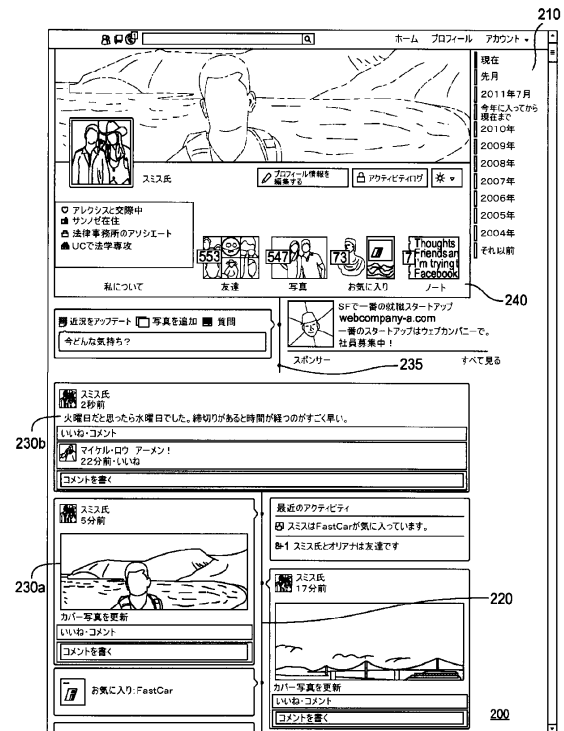 210
ホーム プロフィール アカウント
現在
先月
2011年7月
今年に入ってから
現在まで
2010年
2009年
2008年
2007年
2006年
2005年
2004年
それ以前
スミス氏
プロフィール情報を
編集する
アクティビティログ
アレクシスと交際中
サンノゼ在住
法律事務所のアソシエート
UCで法学専攻
553
547
73
7
Thoughts
Friends an
I'm trying t
Facebook
私について 友達 写真 お気に入り ノート
240
近況をアップデート 写真を追加 質問
今どんな気持ち？
SFで一番の就職スタートアップ
webcompany-a.com
一番のスタートアップはウェブカンパニーで。
社員募集中！
スポンサー すべて見る
235
スミス氏
2秒前
火曜日だと思ったら水曜日でした。締切りがあると時間が経つのがすごく早い。
230b
いいね・コメント
マイケル・ロウ アーメン！
22分前・いいね
コメントを書く
スミス氏
5分前
230a
カバー写真を更新
いいね・コメント
コメントを書く
お気に入り:FastCar
最近のアクティビティ
スミスはFastCarが気に入っています。
8+1 スミス氏とオリアナは友達です
スミス氏
17分前
220
カバー写真を更新
いいね・コメント
コメントを書く
200